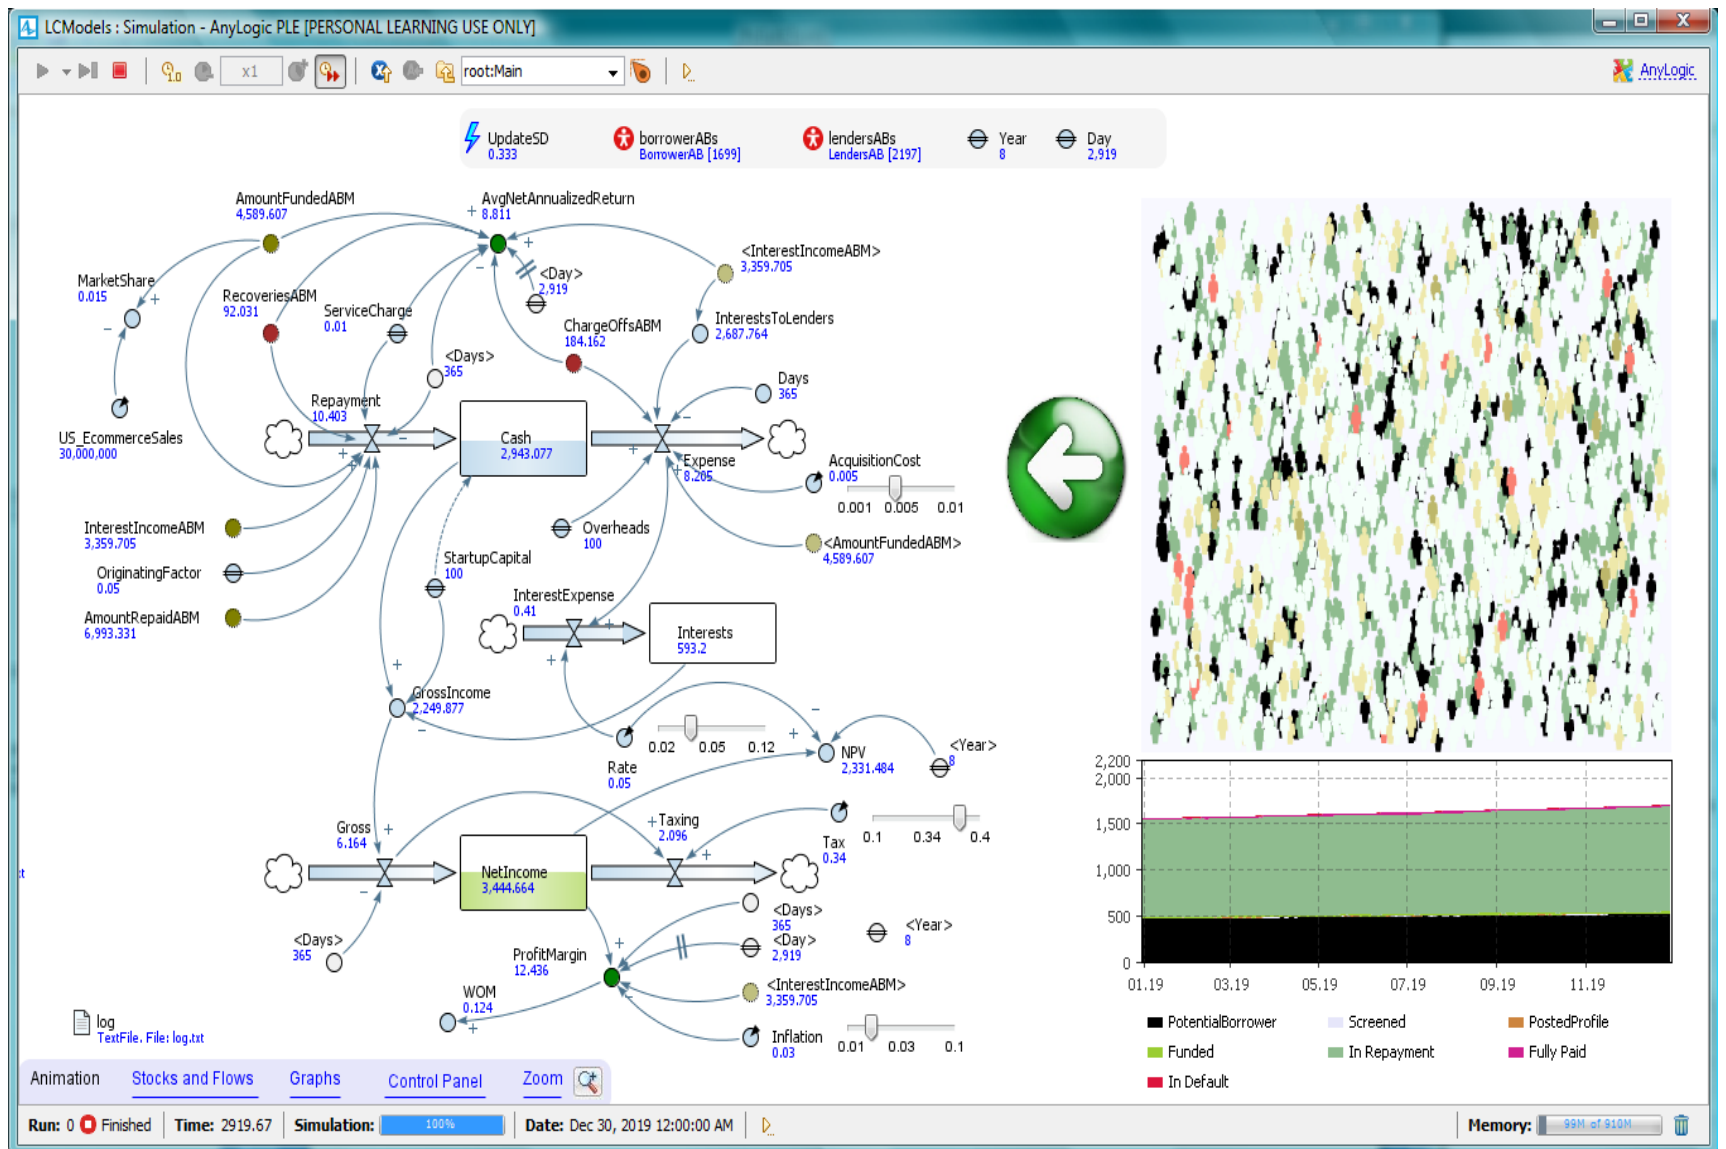 LCModels : Simulation - AnyLogic PLE [PERSONAL LEARNING USE ONLY]
x1
root:Main
AnyLogic
UpdateSD
0.333
borrowerABs
BorrowerAB [1699]
lendersABs
LendersAB [2197]
Year
8
Day
2,919
AmountFundedABM
4,589.607
AvgNetAnnualizedReturn
8.811
<InterestIncomeABM>
3,359.705
<Day>
2,919
MarketShare
0.015
RecoveriesABM
92.031
ServiceCharge
0.01
ChargeOffsABM
184.162
InterestsToLenders
2,687.764
<Days>
365
Days
365
Repayment
10.403
US_EcommerceSales
30,000,000
Cash
2,943.077
Expense
8.205
AcquisitionCost
0.005
0.001 0.005 0.01
InterestIncomeABM
3,359.705
Overheads
100
<AmountFundedABM>
4,589.607
OriginatingFactor
0.05
StartupCapital
100
AmountRepaidABM
6,993.331
InterestExpense
0.41
Interests
593.2
GrossIncome
2,249.877
0.02 0.05 0.12
Rate
0.05
NPV
2,331.484
<Year>
8
Gross
6.164
Taxing
2.096
Tax
0.34
0.1 0.34 0.4
NetIncome
3,444.664
<Days>
365
<Days>
365
<Day>
2,919
<Year>
8
ProfitMargin
12.436
<InterestIncomeABM>
3,359.705
WOM
0.124
Inflation
0.03
0.01 0.03 0.1
log
TextFile. File: log.txt
2,200
2,000
1,500
1,000
500
0
01.19 03.19 05.19 07.19 09.19 11.19
PotentialBorrower Screened PostedProfile
Funded In Repayment Fully Paid
In Default
Animation Stocks and Flows Graphs Control Panel Zoom
Run: 0 Finished Time: 2919.67 Simulation: 100% Date: Dec 30, 2019 12:00:00 AM Memory: 99M of 910M